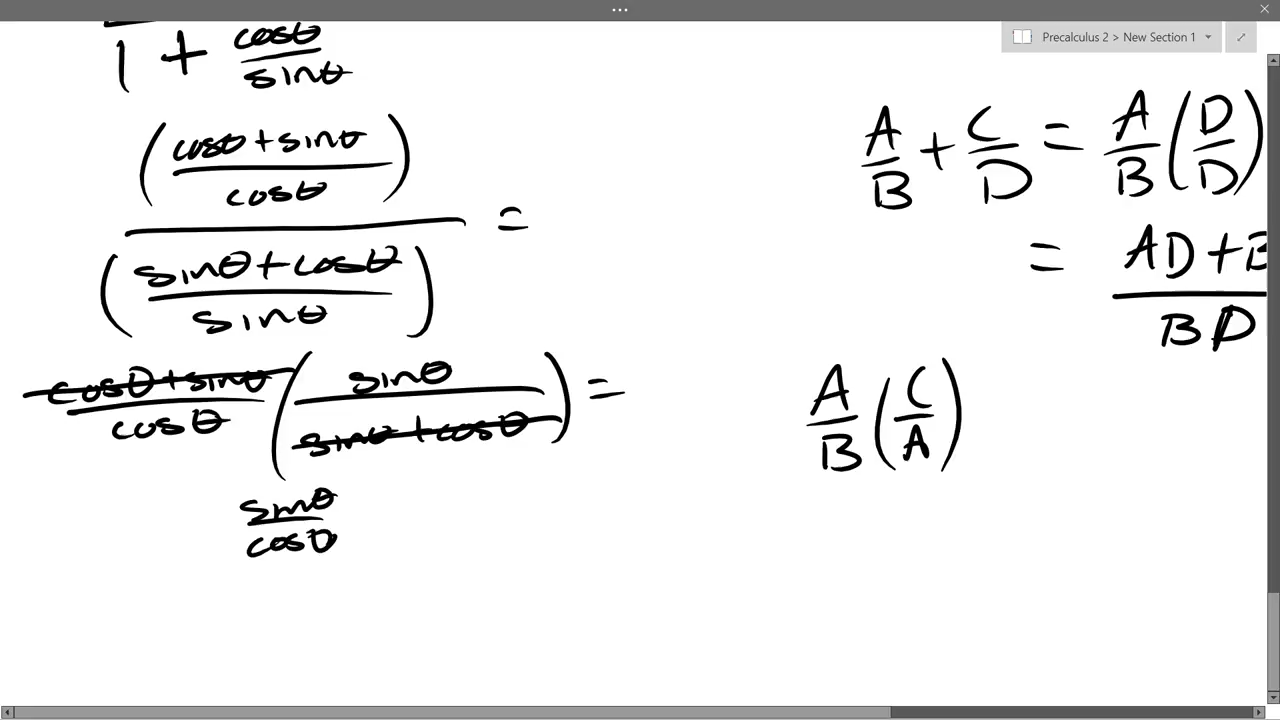 Precalculus 2 > New Section 1
1 + cosθ/sinθ
((cosθ+sinθ)/cosθ)
/ ((sinθ+cosθ)/sinθ) =
(cosθ+sinθ)/cosθ (sinθ/(sinθ+cosθ)) =
sinθ/cosθ
A/B + C/D = A/B (D/D)
= (AD+B)/(BD)
A/B (C/A)